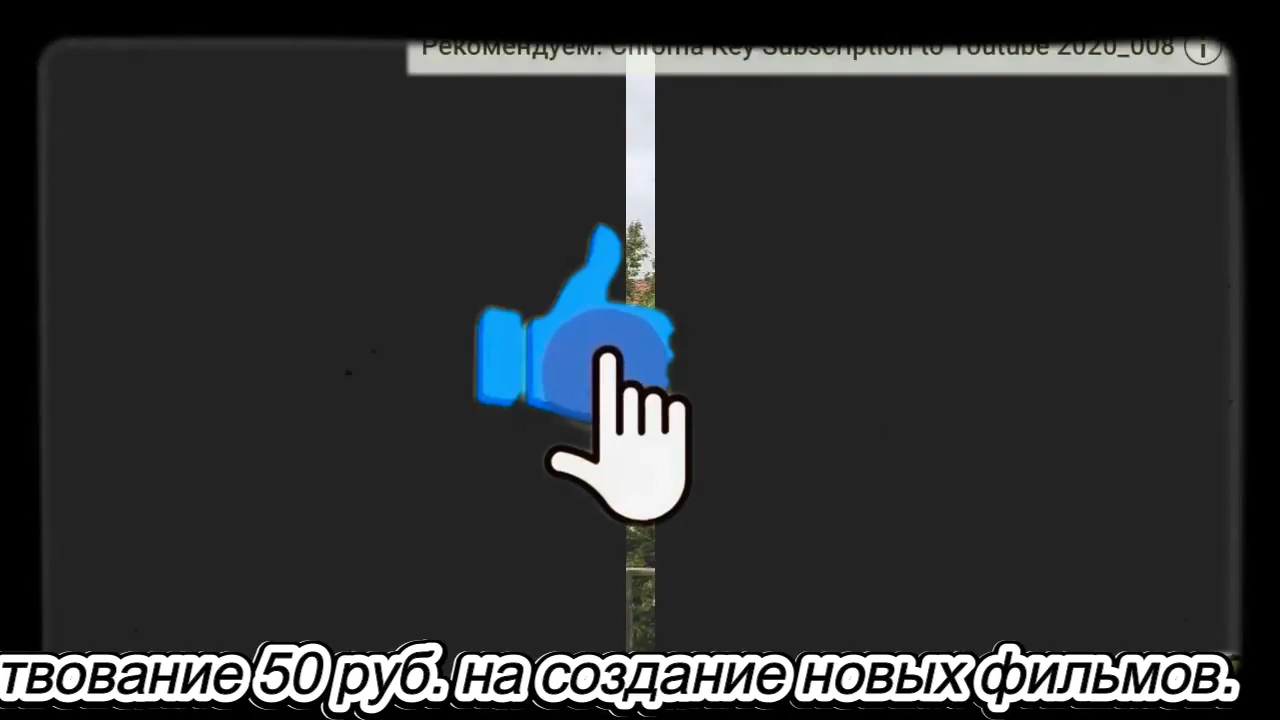 Рекомендуем: Chroma Key Subscription to Youtube 2020_008
твование 50 руб. на создание новых фильмов.